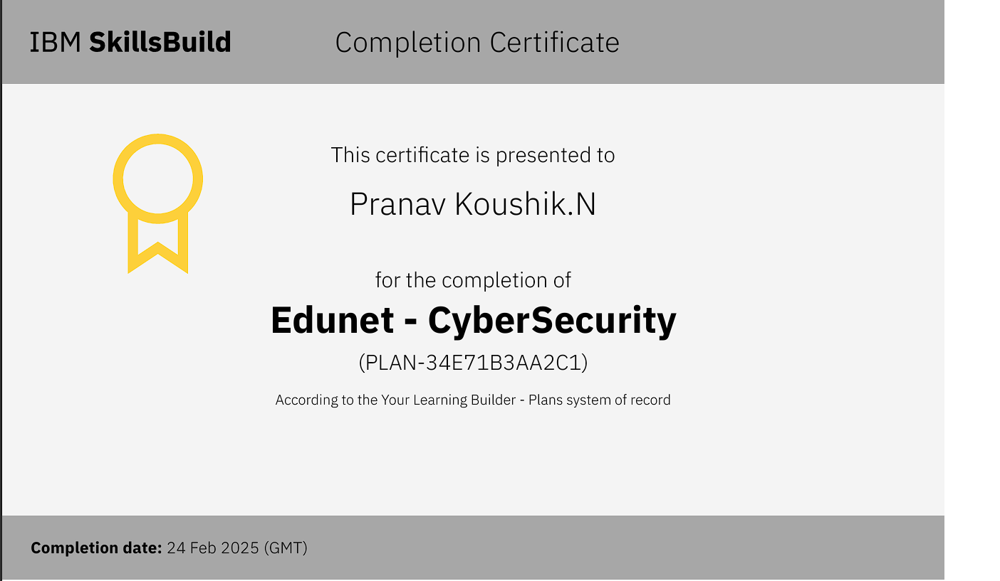 IBM SkillsBuild
Completion Certificate
This certificate is presented to
Pranav Koushik.N
for the completion of
Edunet - CyberSecurity
(PLAN-34E71B3AA2C1)
According to the Your Learning Builder - Plans system of record
Completion date: 24 Feb 2025 (GMT)